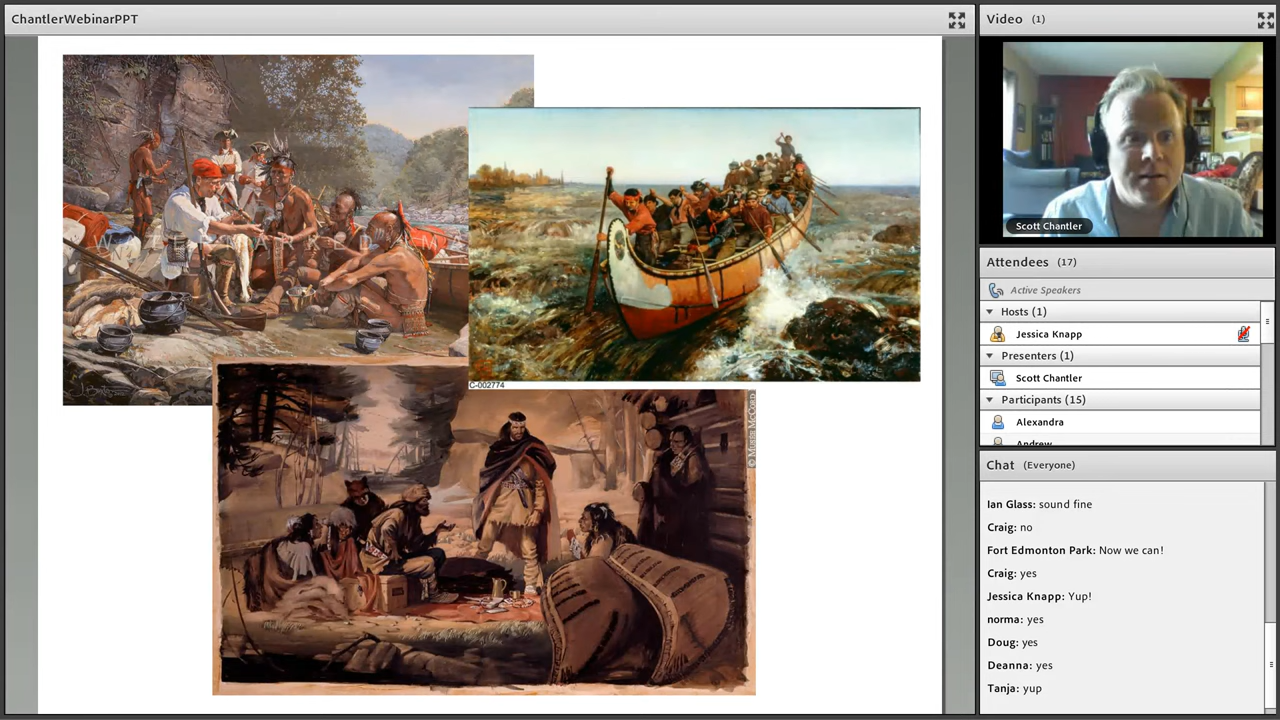 ChantlerWebinarPPT
W A T E R M A R K E D
C-002774
Video (1)
Scott Chantler
Attendees (17)
Active Speakers
Hosts (1)
Jessica Knapp
Presenters (1)
Scott Chantler
Participants (15)
Alexandra
Andrew
Chat (Everyone)
Ian Glass: sound fine
Craig: no
Fort Edmonton Park: Now we can!
Craig: yes
Jessica Knapp: Yup!
norma: yes
Doug: yes
Deanna: yes
Tanja: yup